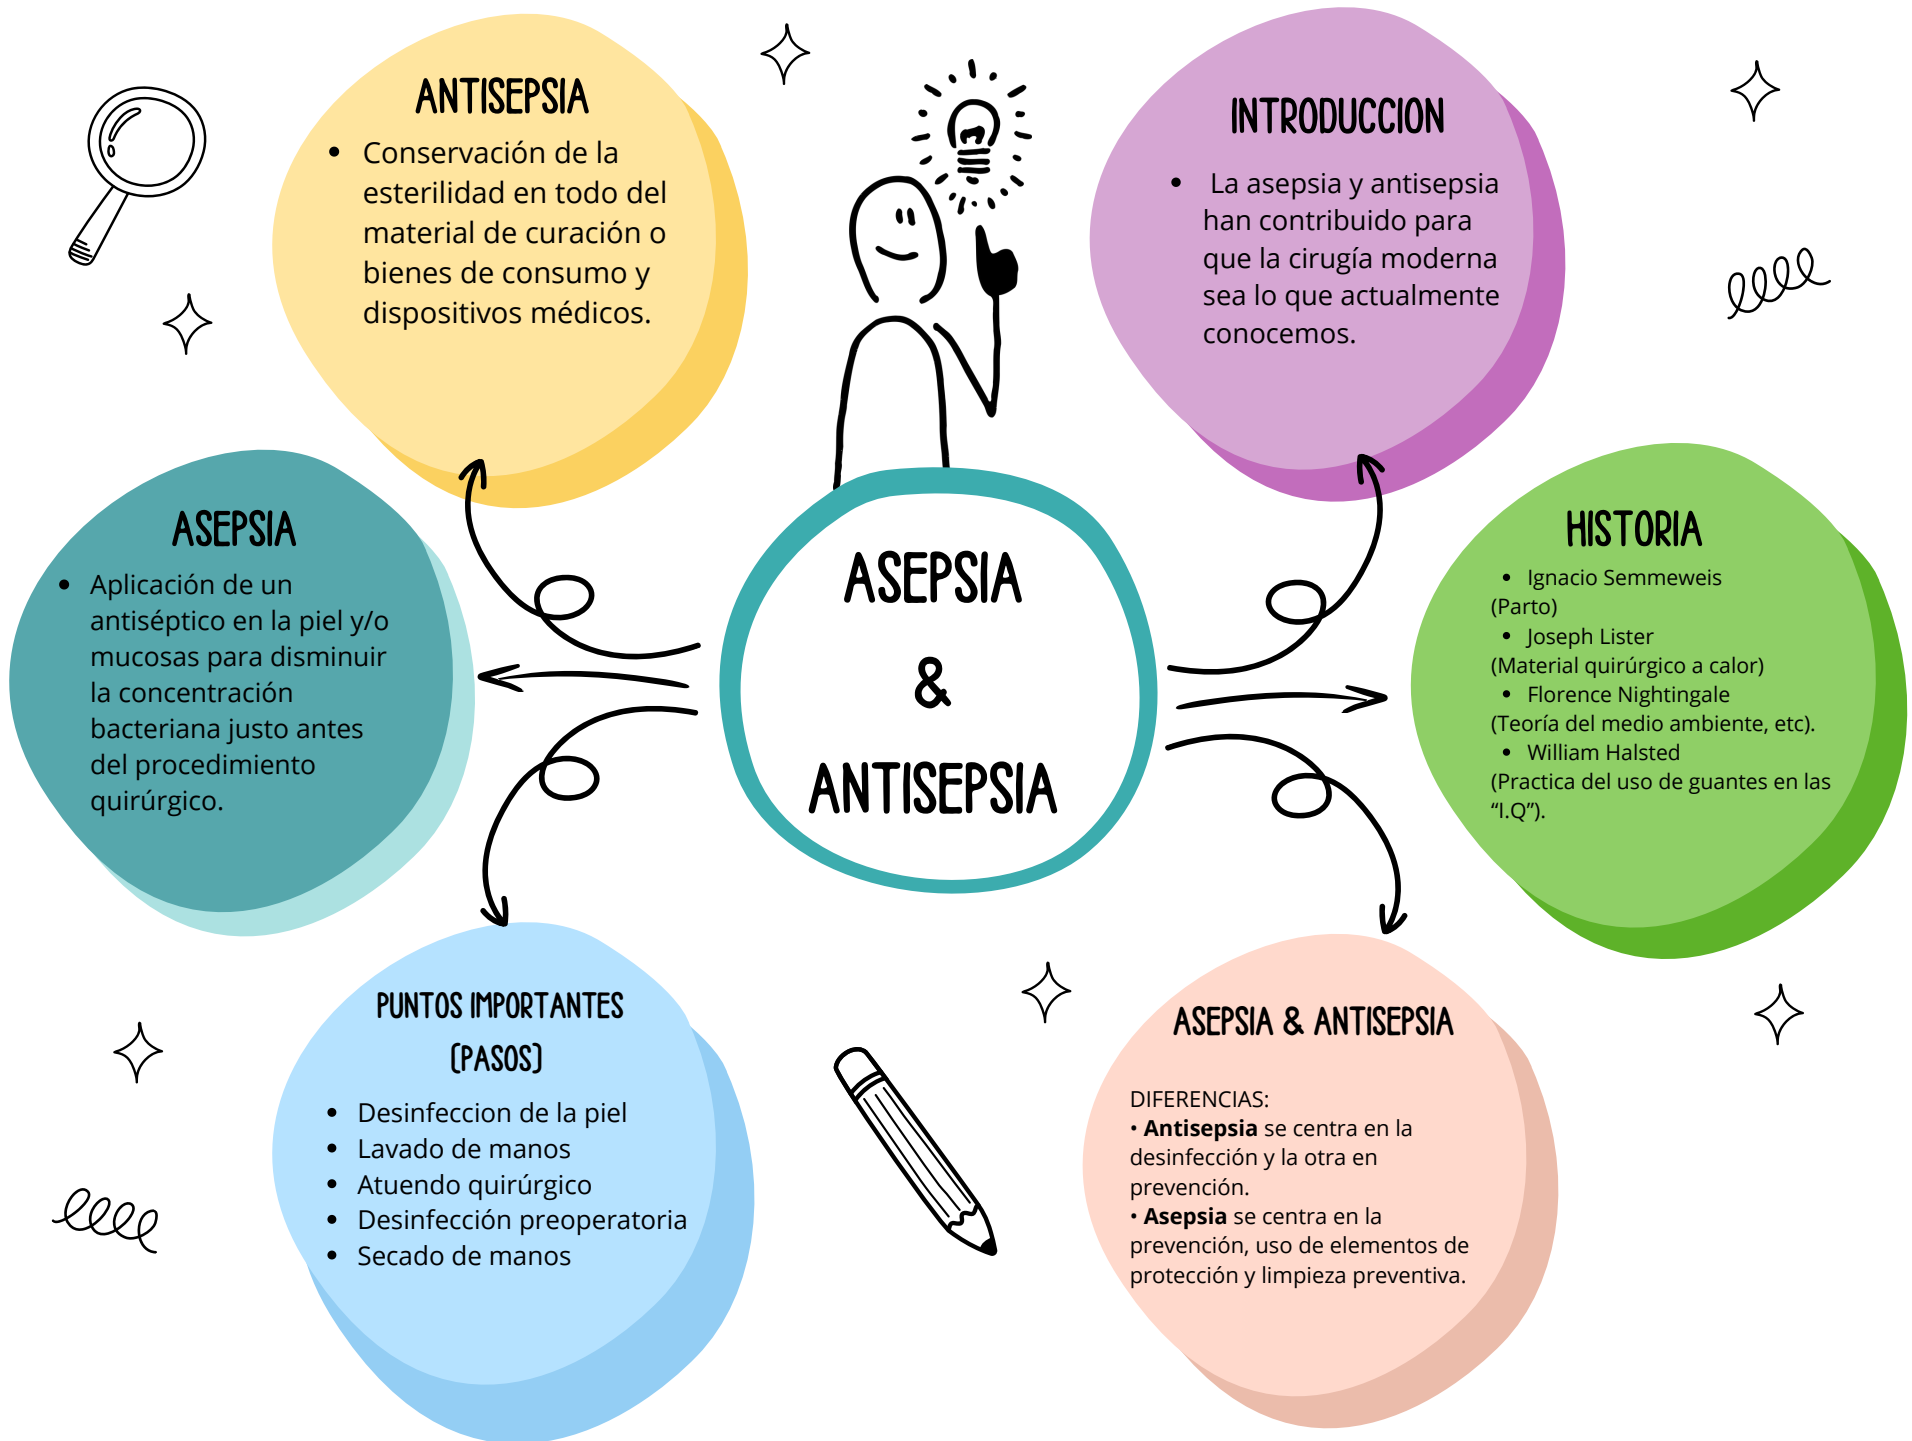 ANTISEPSIA
• Conservación de la
esterilidad en todo del
material de curación o
bienes de consumo y
dispositivos médicos.
INTRODUCCION
• La asepsia y antisepsia
han contribuido para
que la cirugía moderna
sea lo que actualmente
conocemos.
ASEPSIA
• Aplicación de un
antiséptico en la piel y/o
mucosas para disminuir
la concentración
bacteriana justo antes
del procedimiento
quirúrgico.
ASEPSIA
&
ANTISEPSIA
HISTORIA
• Ignacio Semmeweis
(Parto)
• Joseph Lister
(Material quirúrgico a calor)
• Florence Nightingale
(Teoría del medio ambiente, etc).
• William Halsted
(Practica del uso de guantes en las
“I.Q”).
PUNTOS IMPORTANTES
(PASOS)
• Desinfeccion de la piel
• Lavado de manos
• Atuendo quirúrgico
• Desinfección preoperatoria
• Secado de manos
ASEPSIA & ANTISEPSIA
DIFERENCIAS:
• Antisepsia se centra en la
desinfección y la otra en
prevención.
• Asepsia se centra en la
prevención, uso de elementos de
protección y limpieza preventiva.